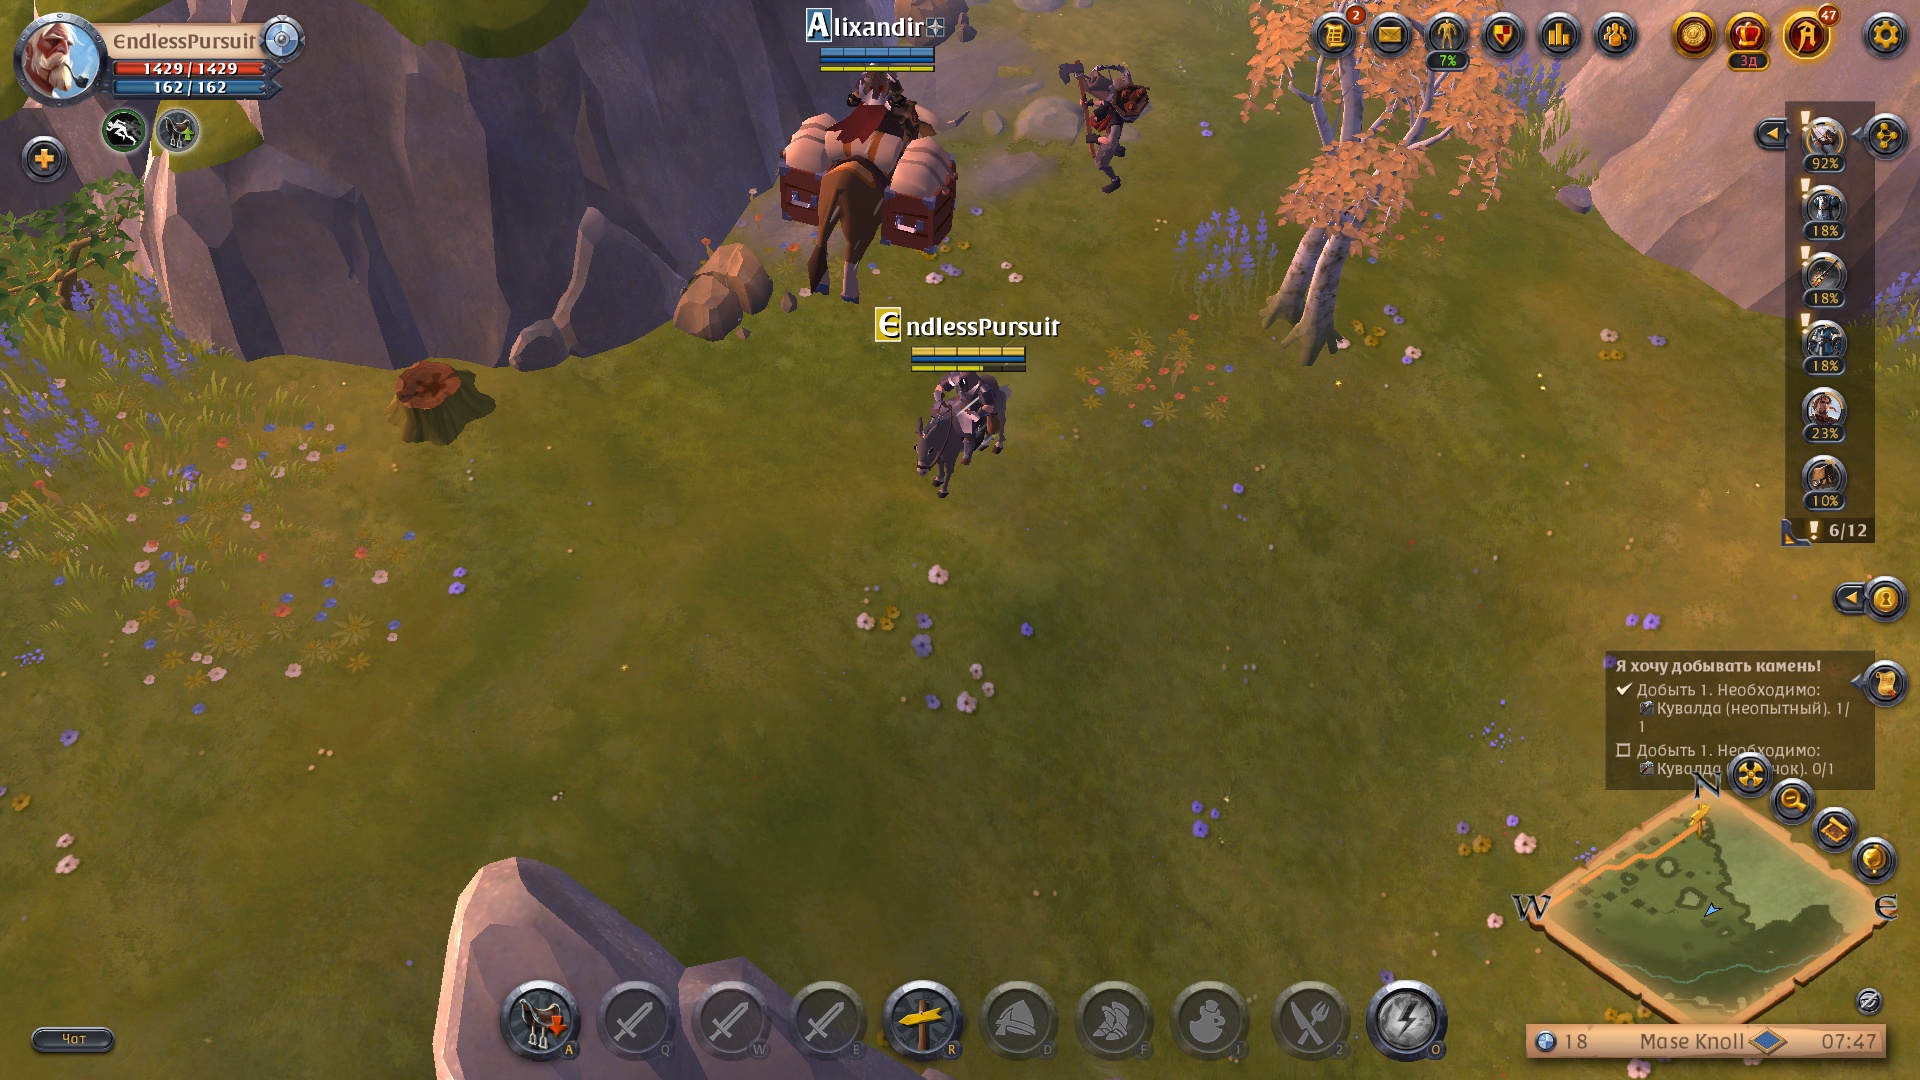 Alixandir
EndlessPursuit
1429 / 1429
162 / 162
2
7%
3д
47
92%
18%
18%
18%
23%
10%
6/12
EndlessPursuit
Я хочу добывать камень!
Добыть 1. Необходимо:
Кувалда (неопытный). 1/
1
Добыть 1. Необходимо:
Кувалда чок). 0/1
N
W
E
Чат
A
Q
W
E
R
D
F
1
2
O
18
Mase Knoll
07:47